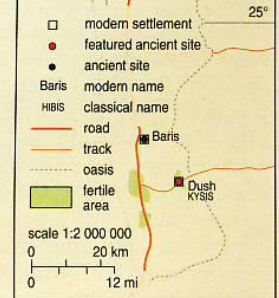 25°
modern settlement
featured ancient site
ancient site
Baris modern name
HIBIS classical name
road
track
oasis
fertile
area
Baris
Dush
KYSIS
scale 1:2 000 000
0 20 km
0 12 mi